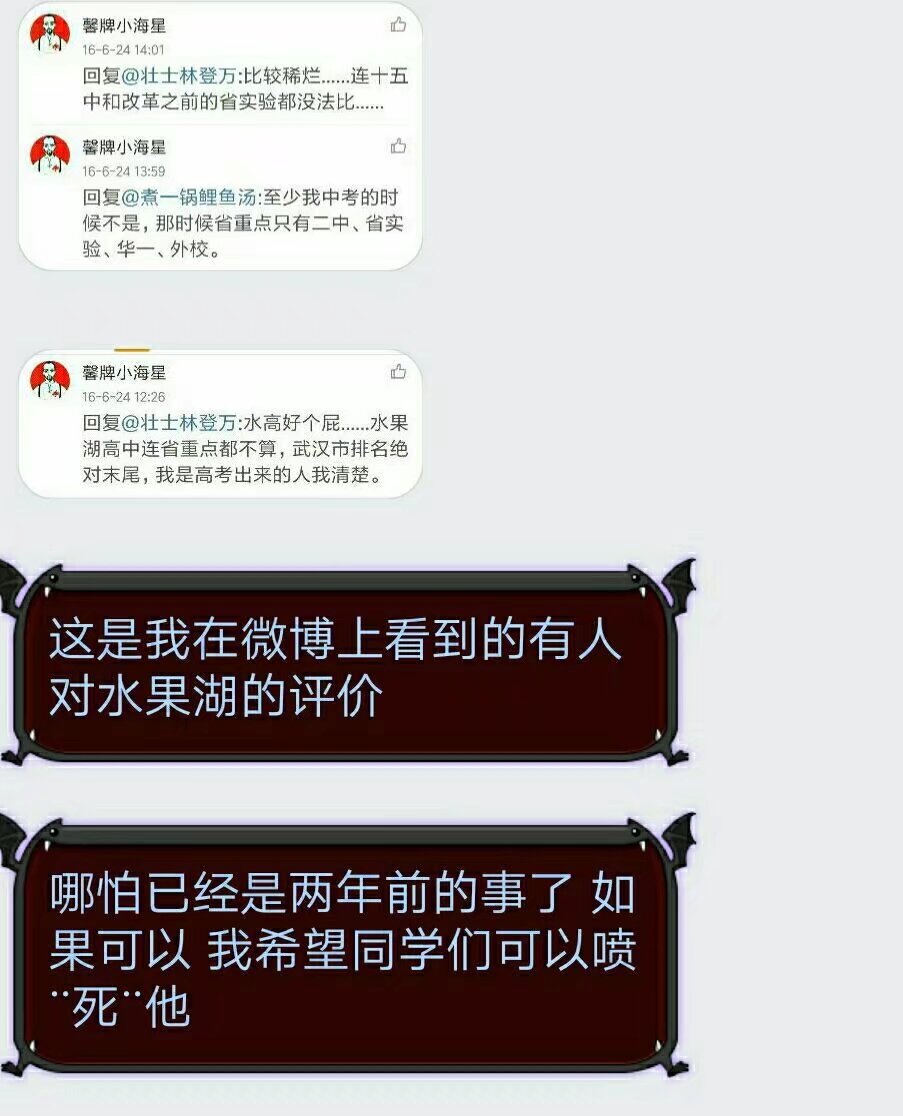 馨牌小海星
16-6-24 14:01
回复@壮士林登万:比较稀烂......连十五
中和改革之前的省实验都没法比......
馨牌小海星
16-6-24 13:59
回复@煮一锅鲤鱼汤:至少我中考的时
候不是，那时候省重点只有二中、省实
验、华一、外校。
馨牌小海星
16-6-24 12:26
回复@壮士林登万:水高好个屁......水果
湖高中连省重点都不算，武汉市排名绝
对末尾，我是高考出来的人我清楚。
这是我在微博上看到的有人
对水果湖的评价
哪怕已经是两年前的事了 如
果可以 我希望同学们可以喷
¨死¨他